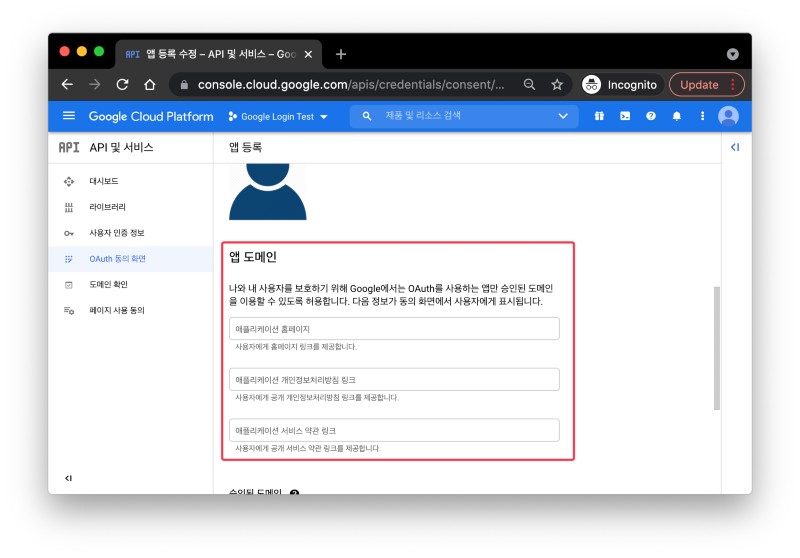 API 앱 등록 수정 – API 및 서비스 – Goo
console.cloud.google.com/apis/credentials/consent/...
Incognito
Update
Google Cloud Platform
Google Login Test
제품 및 리소스 검색
API API 및 서비스
앱 등록
대시보드
라이브러리
사용자 인증 정보
OAuth 동의 화면
도메인 확인
페이지 사용 동의
앱 도메인
나와 내 사용자를 보호하기 위해 Google에서는 OAuth를 사용하는 앱만 승인된 도메인
을 이용할 수 있도록 허용합니다. 다음 정보가 동의 화면에서 사용자에게 표시됩니다.
애플리케이션 홈페이지
사용자에게 홈페이지 링크를 제공합니다.
애플리케이션 개인정보처리방침 링크
사용자에게 공개 개인정보처리방침 링크를 제공합니다.
애플리케이션 서비스 약관 링크
사용자에게 공개 서비스 약관 링크를 제공합니다.
승인된 도메인